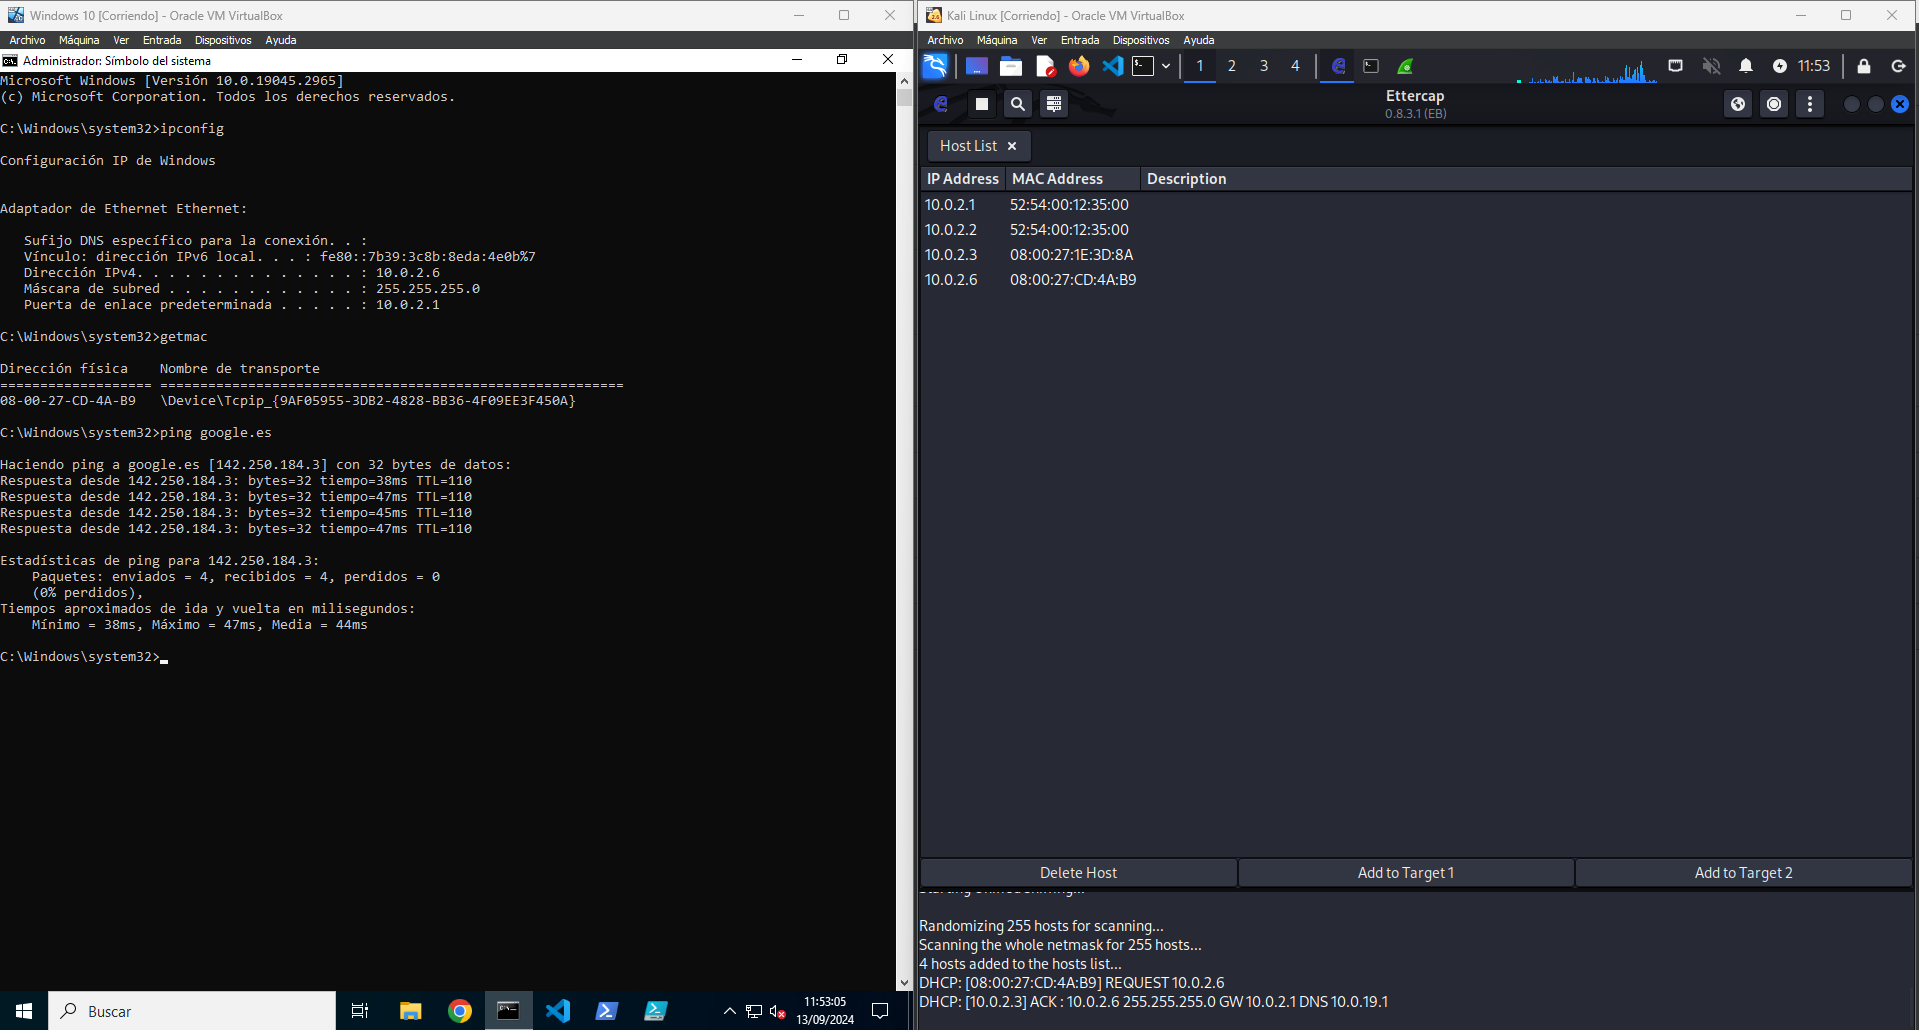 Windows 10 [Corriendo] - Oracle VM VirtualBox
Archivo Máquina Ver Entrada Dispositivos Ayuda
Administrador: Símbolo del sistema
Microsoft Windows [Versión 10.0.19045.2965]
(c) Microsoft Corporation. Todos los derechos reservados.
C:\Windows\system32>ipconfig
Configuración IP de Windows
Adaptador de Ethernet Ethernet:
Sufijo DNS específico para la conexión. . :
Vínculo: dirección IPv6 local. . . : fe80::7b39:3c8b:8eda:4e0b%7
Dirección IPv4. . . . . . . . . . . . . . : 10.0.2.6
Máscara de subred . . . . . . . . . . . . : 255.255.255.0
Puerta de enlace predeterminada . . . . . : 10.0.2.1
C:\Windows\system32>getmac
Dirección física    Nombre de transporte
=================== ==========================================================
08-00-27-CD-4A-B9   \Device\Tcpip_{9AF05955-3DB2-4828-BB36-4F09EE3F450A}
C:\Windows\system32>ping google.es
Haciendo ping a google.es [142.250.184.3] con 32 bytes de datos:
Respuesta desde 142.250.184.3: bytes=32 tiempo=38ms TTL=110
Respuesta desde 142.250.184.3: bytes=32 tiempo=47ms TTL=110
Respuesta desde 142.250.184.3: bytes=32 tiempo=45ms TTL=110
Respuesta desde 142.250.184.3: bytes=32 tiempo=47ms TTL=110
Estadísticas de ping para 142.250.184.3:
Paquetes: enviados = 4, recibidos = 4, perdidos = 0
(0% perdidos),
Tiempos aproximados de ida y vuelta en milisegundos:
Mínimo = 38ms, Máximo = 47ms, Media = 44ms
C:\Windows\system32>
Buscar
11:53:05
13/09/2024
Kali Linux [Corriendo] - Oracle VM VirtualBox
Archivo Máquina Ver Entrada Dispositivos Ayuda
1 2 3 4 11:53
Ettercap
0.8.3.1 (EB)
Host List ×
IP Address MAC Address Description
10.0.2.1 52:54:00:12:35:00
10.0.2.2 52:54:00:12:35:00
10.0.2.3 08:00:27:1E:3D:8A
10.0.2.6 08:00:27:CD:4A:B9
Delete Host Add to Target 1 Add to Target 2
Randomizing 255 hosts for scanning...
Scanning the whole netmask for 255 hosts...
4 hosts added to the hosts list...
DHCP: [08:00:27:CD:4A:B9] REQUEST 10.0.2.6
DHCP: [10.0.2.3] ACK : 10.0.2.6 255.255.255.0 GW 10.0.2.1 DNS 10.0.19.1